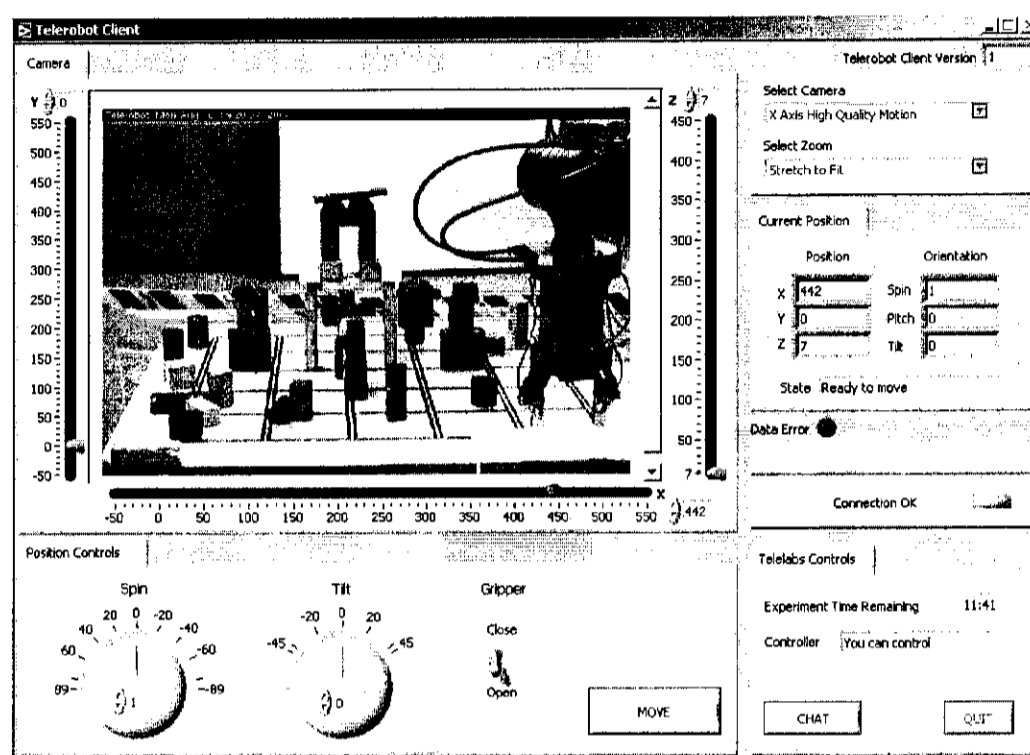 Telerobot Client
Camera
Telerobot Client Version 1
Y 0
Z 7
550
500
450
400
350
300
250
200
150
100
50
0
-50
450
400
350
300
250
200
150
100
50
7
X
-50 0 50 100 150 200 250 300 350 400 450 500 550
442
Select Camera
X Axis High Quality Motion
Select Zoom
Stretch to Fit
Current Position
Position Orientation
X 442 Spin 1
Y 0 Pitch 0
Z 7 Tilt 0
State Ready to move
Data Error
Connection OK
Position Controls
Spin
89 60 40 20 0 -20 -40 -60 -89
1
Tilt
-45 -20 0 20 45
0
Gripper
Close
Open
MOVE
Telelabs Controls
Experiment Time Remaining 11:41
Controller You can control
CHAT QUIT